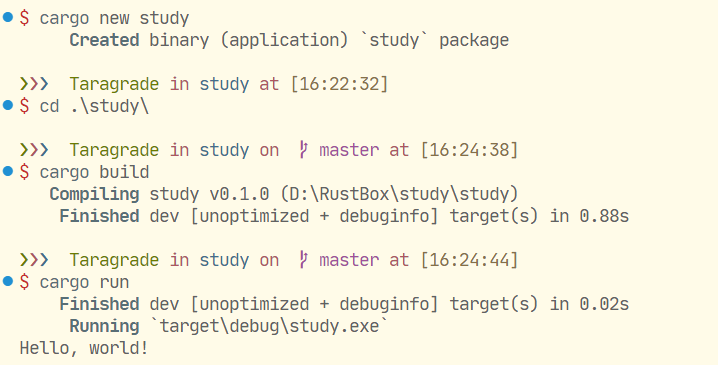 $ cargo new study
Created binary (application) `study` package
❯❯❯ Taragrade in study at [16:22:32]
$ cd .\study\
❯❯❯ Taragrade in study on master at [16:24:38]
$ cargo build
Compiling study v0.1.0 (D:\RustBox\study\study)
Finished dev [unoptimized + debuginfo] target(s) in 0.88s
❯❯❯ Taragrade in study on master at [16:24:44]
$ cargo run
Finished dev [unoptimized + debuginfo] target(s) in 0.02s
Running `target\debug\study.exe`
Hello, world!